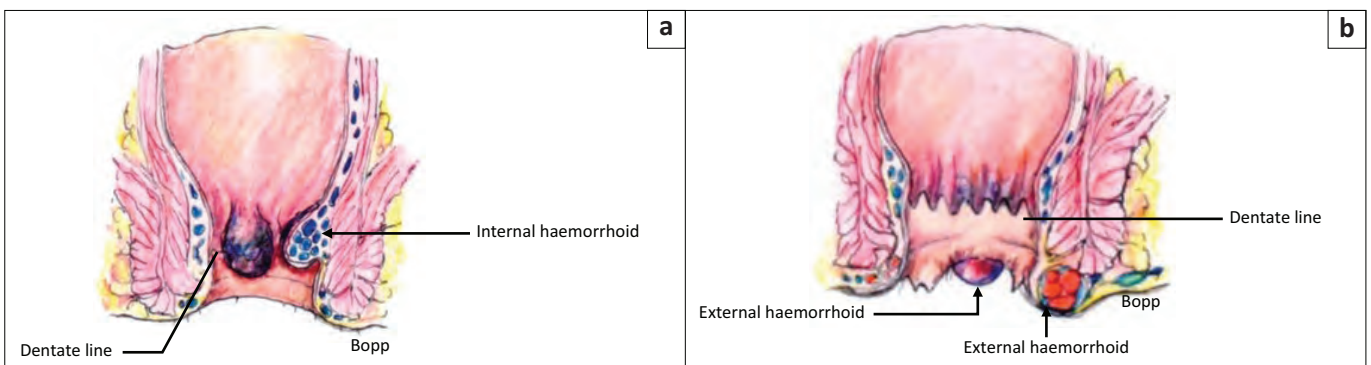 a
Internal haemorrhoid
Dentate line
Bopp
b
Dentate line
External haemorrhoid
Bopp
External haemorrhoid